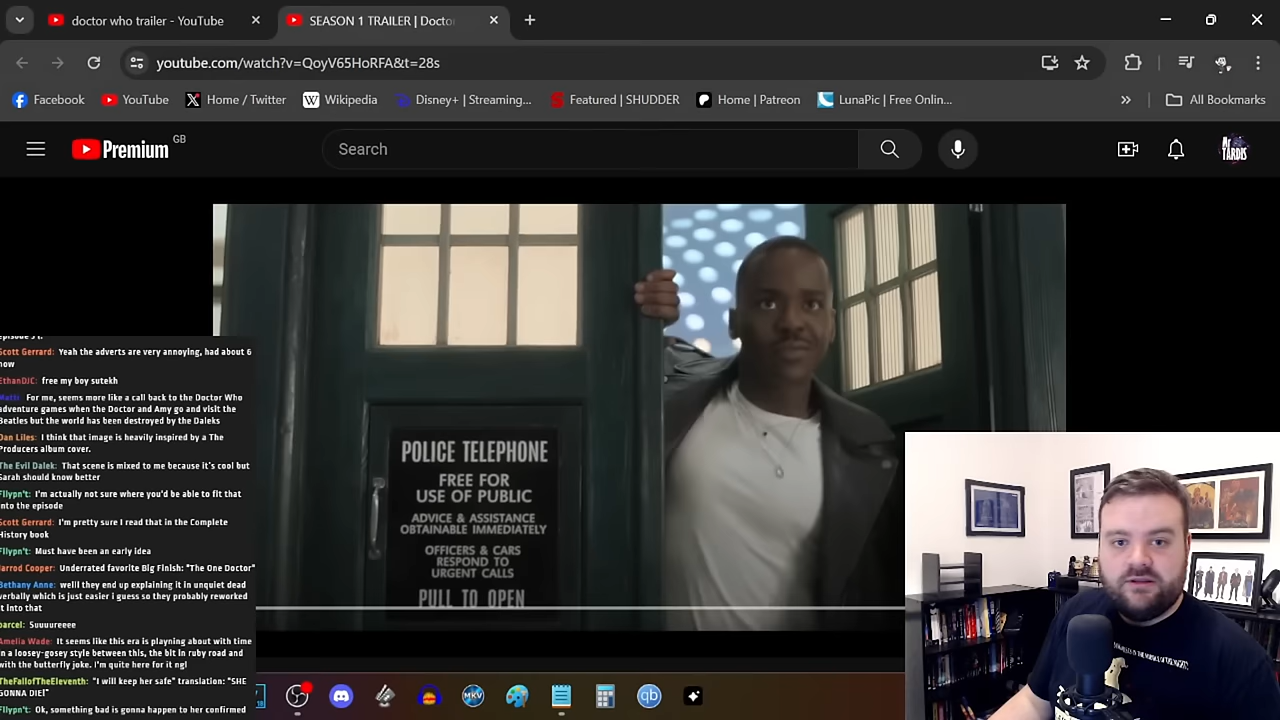 doctor who trailer - YouTube
SEASON 1 TRAILER | Doctor
youtube.com/watch?v=QoyV65HoRFA&t=28s
Facebook
YouTube
Home / Twitter
Wikipedia
Disney+ | Streaming...
Featured | SHUDDER
Home | Patreon
LunaPic | Free Onlin...
All Bookmarks
Premium
GB
Search
Mr TARDIS
POLICE TELEPHONE
FREE FOR
USE OF PUBLIC
ADVICE & ASSISTANCE
OBTAINABLE IMMEDIATELY
OFFICERS & CARS
RESPOND TO
URGENT CALLS
PULL TO OPEN
Scott Gerrard: Yeah the adverts are very annoying, had about 6
now
EthanDJC: free my boy sutekh
For me, seems more like a call back to the Doctor Who
adventure games when the Doctor and Amy go and visit the
Beatles but the world has been destroyed by the Daleks
Dan Liles: I think that image is heavily inspired by a The
Producers album cover.
The Evil Dalek: That scene is mixed to me because it's cool but
Sarah should know better
Fllypn't: I'm actually not sure where you'd be able to fit that
into the episode
Scott Gerrard: I'm pretty sure I read that in the Complete
History book
Fllypn't: Must have been an early idea
Jarrod Cooper: Underrated favorite Big Finish: "The One Doctor"
Bethany Anne: welll they end up explaining it in unquiet dead
verbally which is just easier i guess so they probably reworked
it into that
parcel: Suuureeee
Amelia Wade: It seems like this era is playning about with time
in a loosey-gosey style between this, the bit in ruby road and
with the butterfly joke. I'm quite here for it ngl
TheFallofTheEleventh: "I will keep her safe" translation: "SHE
GONNA DIE!"
Fllypn't: Ok, something bad is gonna happen to her confirmed
MKV
qb